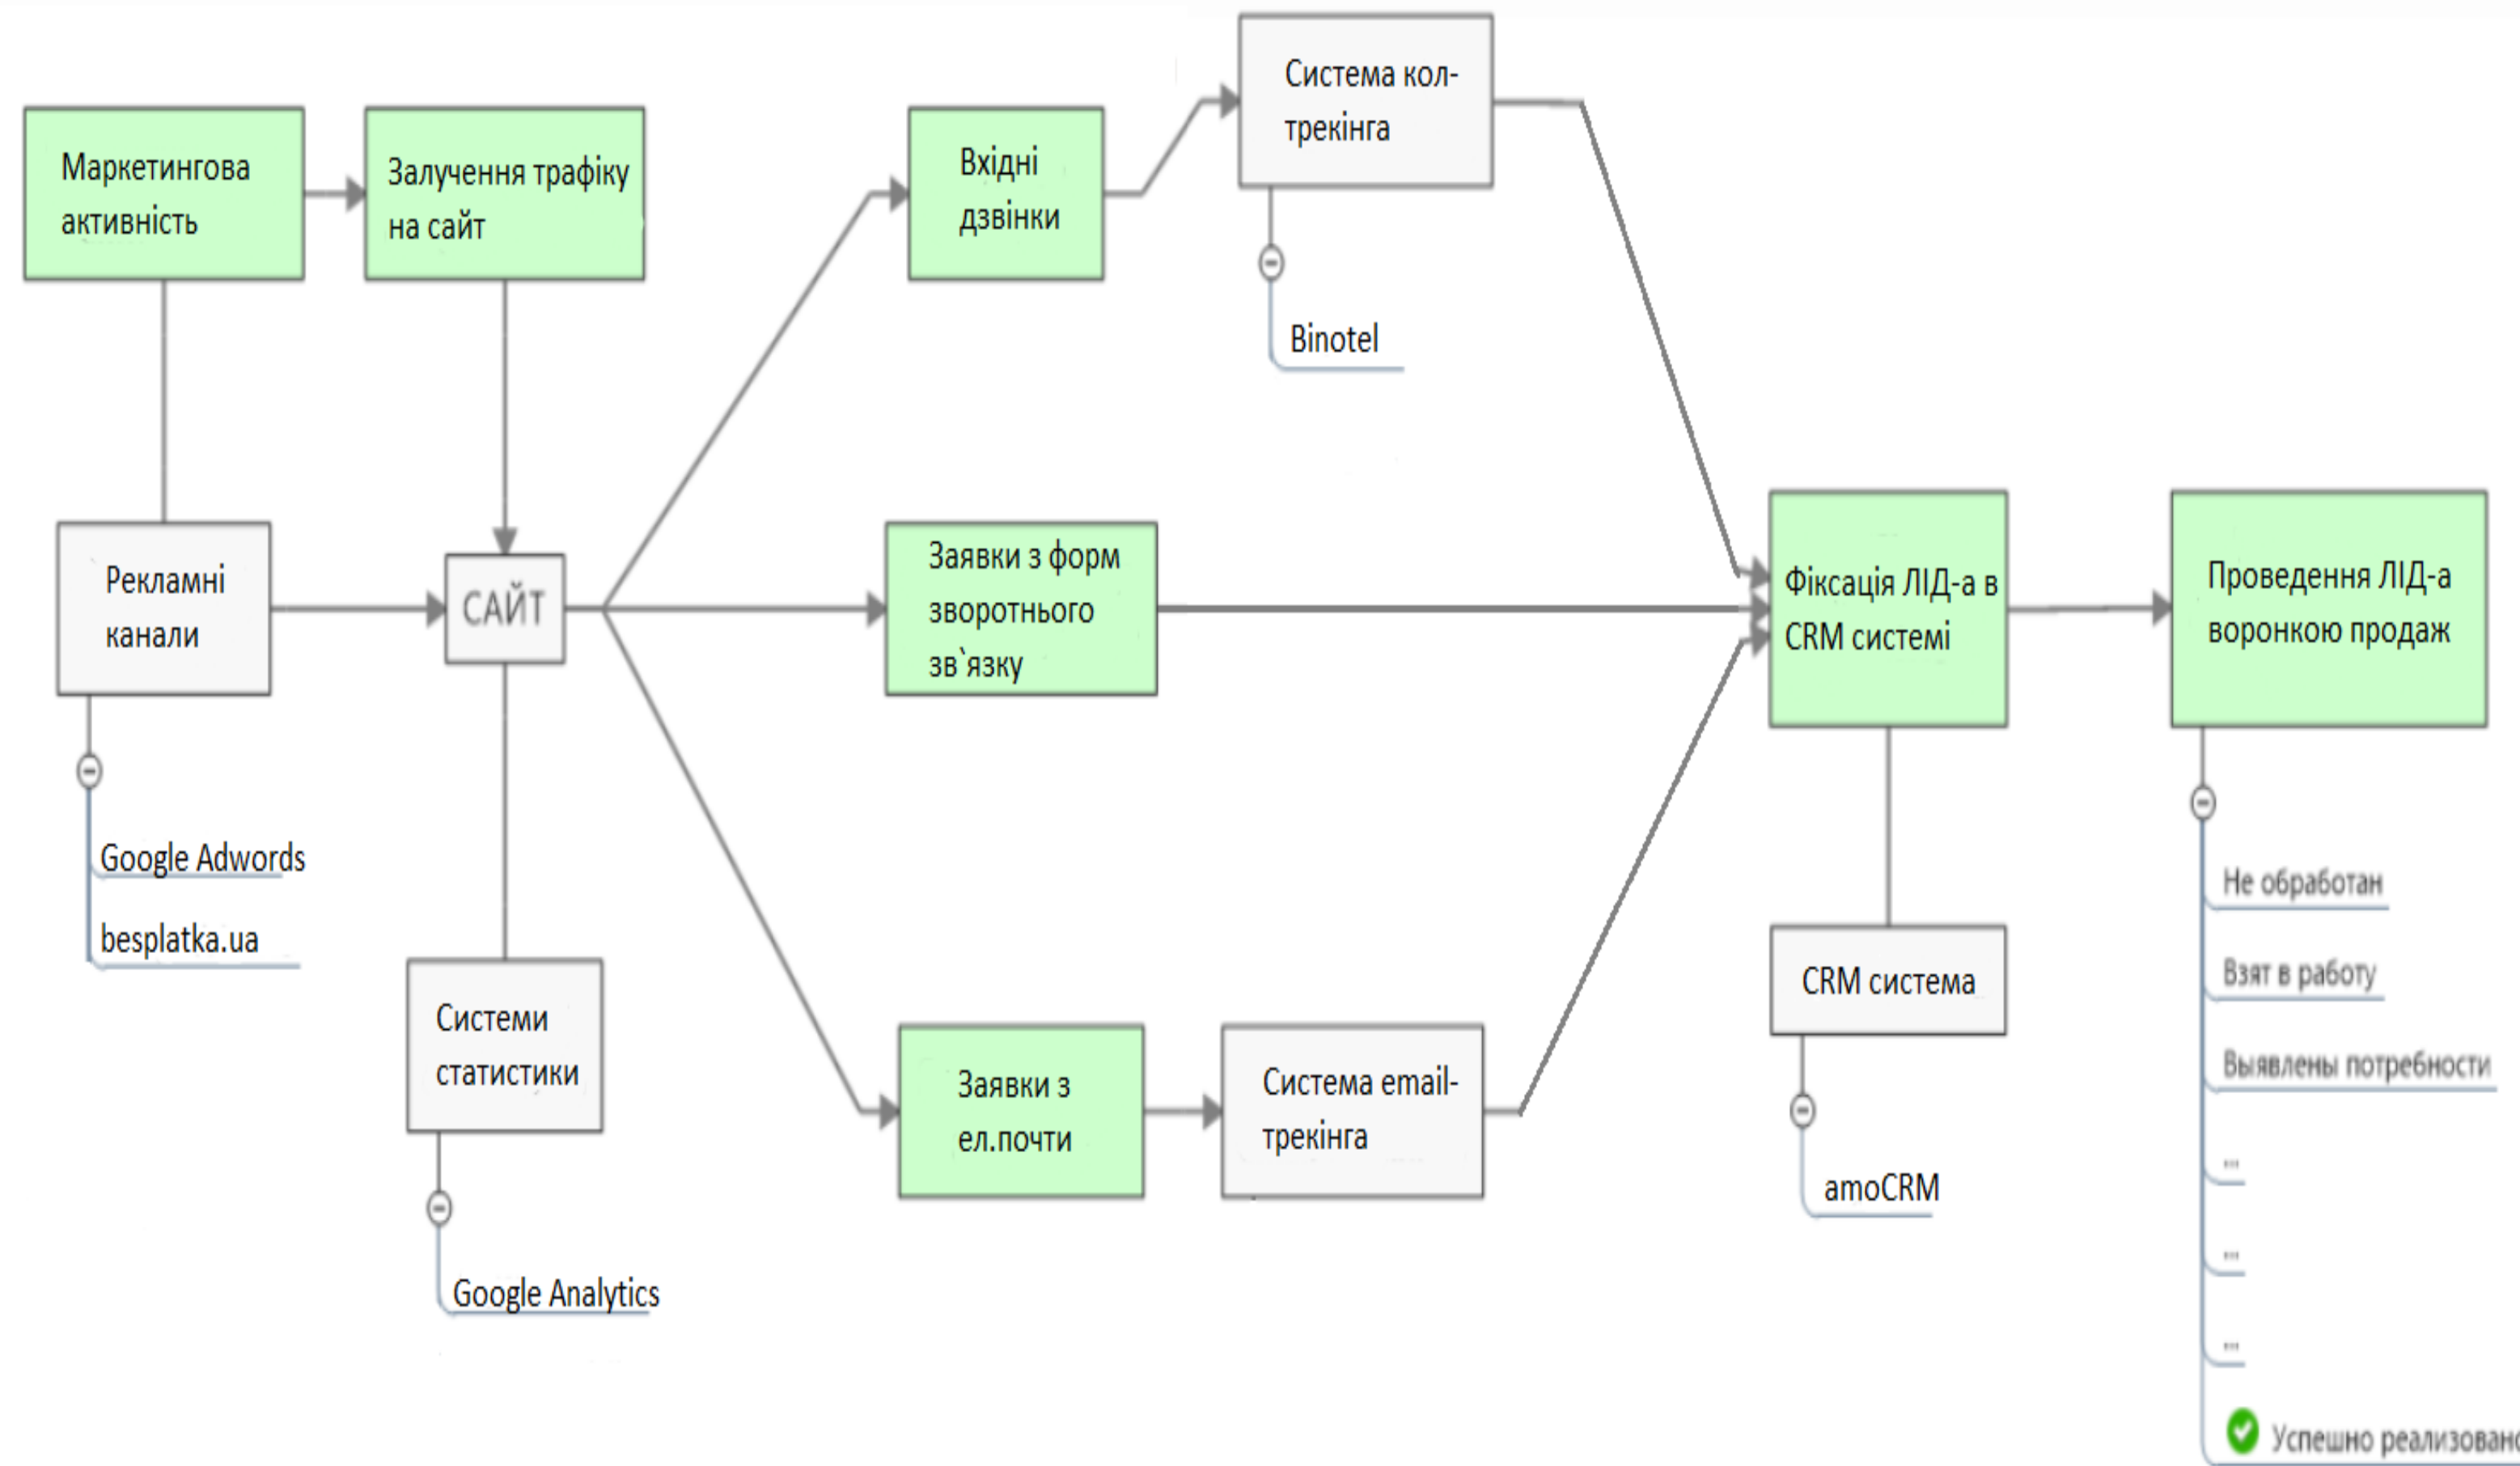 Маркетингова
активність
Залучення трафіку
на сайт
Вхідні
дзвінки
Система кол-
трекінга
Binotel
Рекламні
канали
САЙТ
Заявки з форм
зворотнього
зв`язку
Фіксація ЛІД-а в
CRM системі
Проведення ЛІД-а
воронкою продаж
Google Adwords
besplatka.ua
Системи
статистики
Google Analytics
Заявки з
ел.почти
Система email-
трекінга
CRM система
amoCRM
Не обработан
Взят в работу
Выявлены потребности
...
...
...
Успешно реализовано